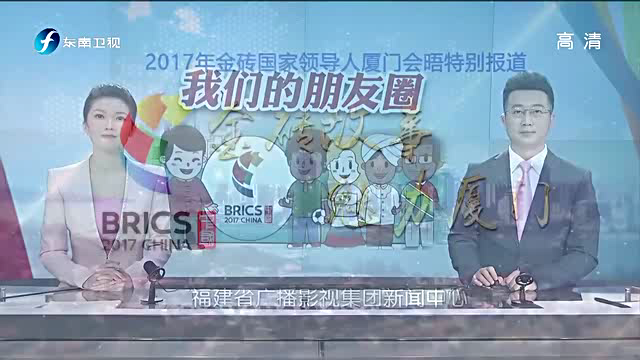 东南卫视
高清
2017年金砖国家领导人厦门会晤特别报道
我们的朋友圈
金砖故事
厦门
BRICS
2017 CHINA
BRICS
2017 CHINA
福建省广播影视集团新闻中心